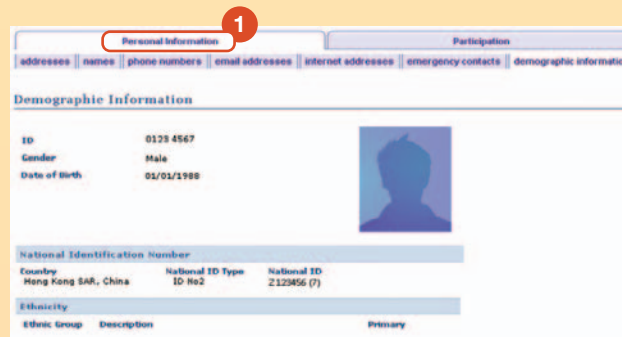 1
Personal Information Participation
addresses names phone numbers email addresses internet addresses emergency contacts demographic informatio
Demographic Information
ID 0123 4567
Gender Male
Date of Birth 01/01/1988
National Identification Number
Country National ID Type National ID
Hong Kong SAR, China ID No2 Z123456 (7)
Ethnicity
Ethnic Group Description Primary